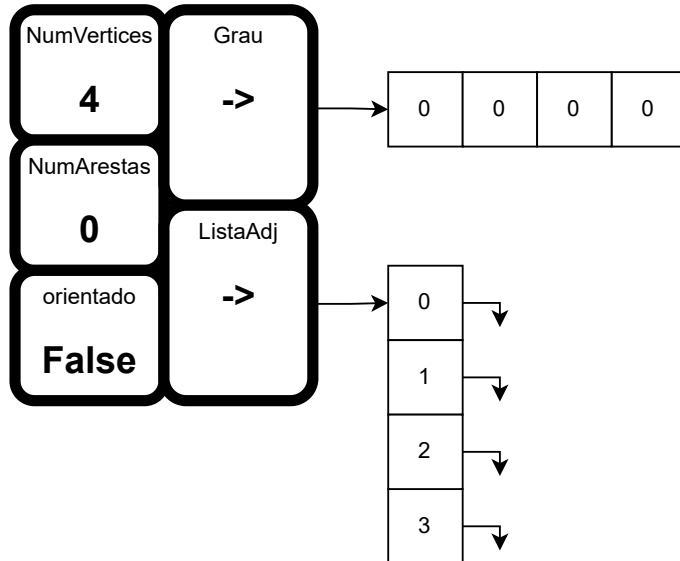 NumVertices
4
Grau
->
0 0 0 0
NumArestas
0
ListaAdj
->
orientado
False
0
1
2
3